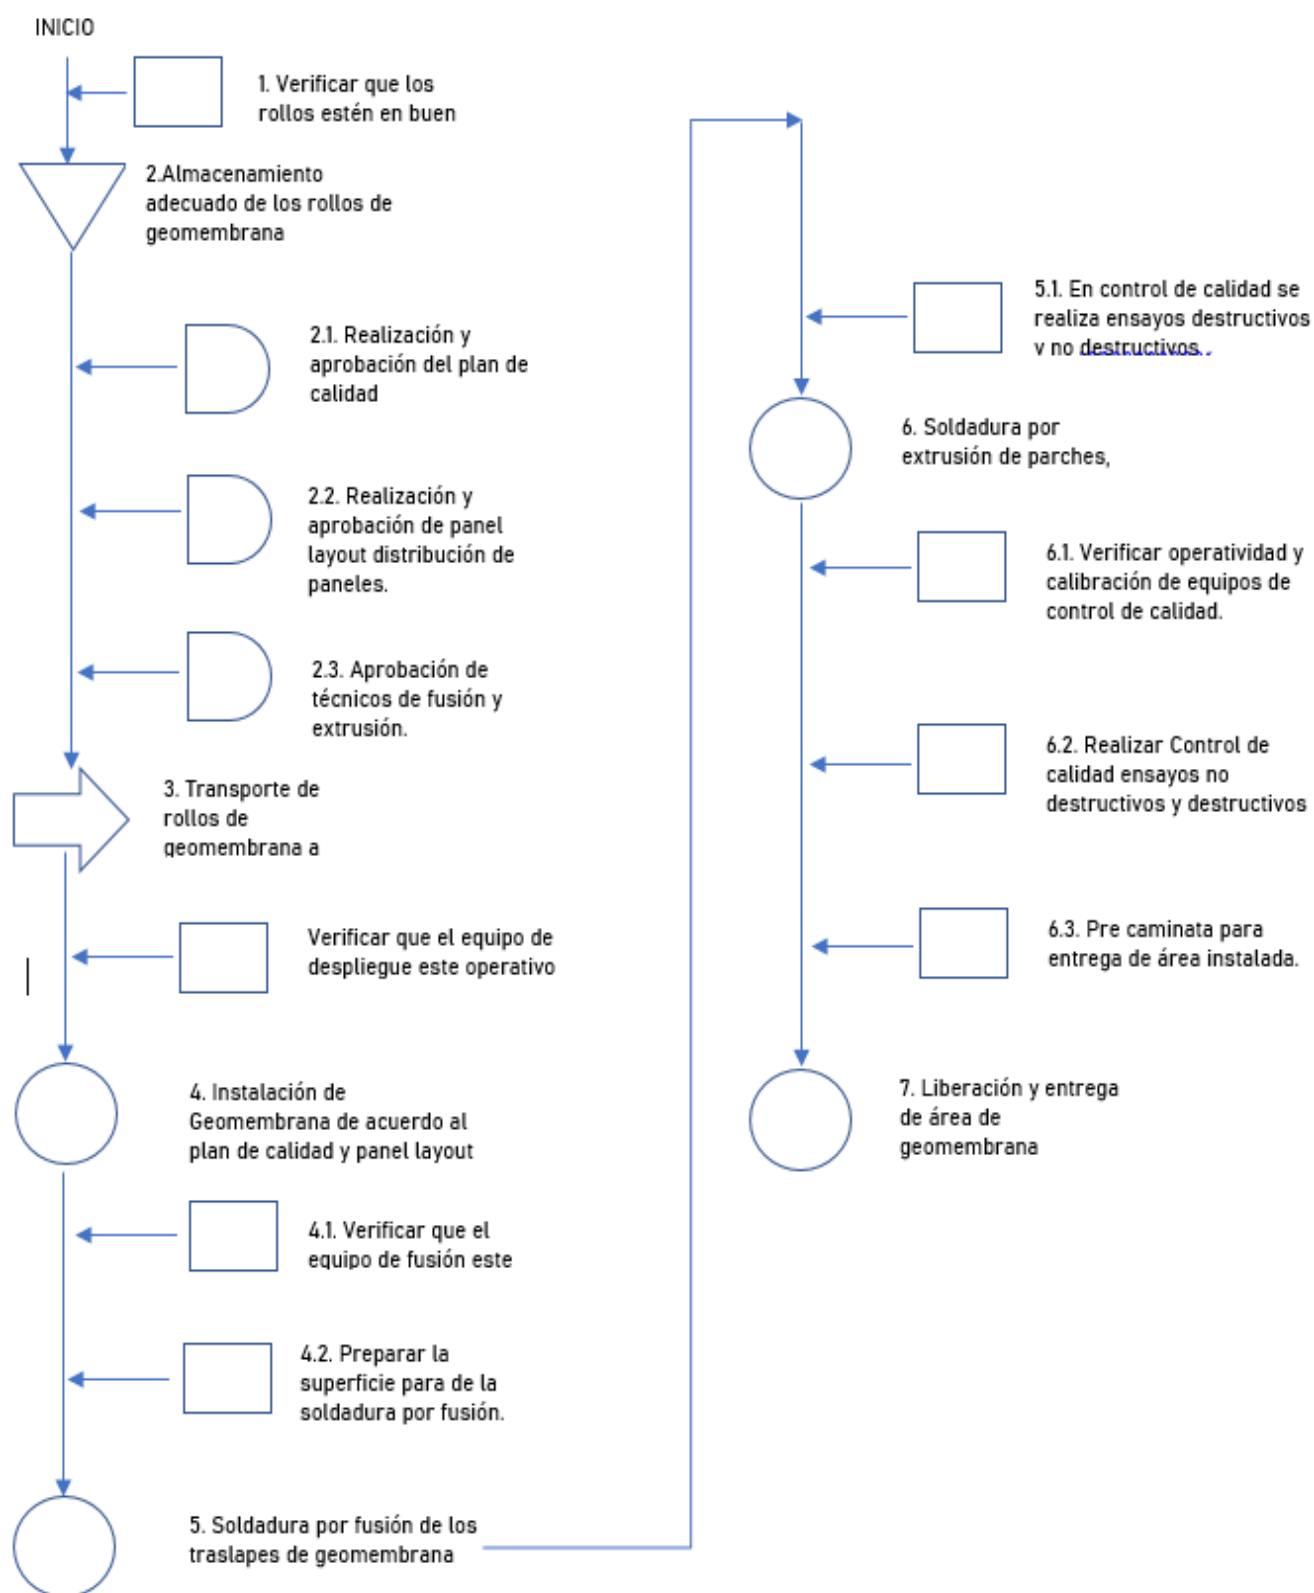 INICIO
1. Verificar que los
rollos estén en buen
2.Almacenamiento
adecuado de los rollos de
geomembrana
2.1. Realización y
aprobación del plan de
calidad
2.2. Realización y
aprobación de panel
layout distribución de
paneles.
2.3. Aprobación de
técnicos de fusión y
extrusión.
3. Transporte de
rollos de
geomembrana a
Verificar que el equipo de
despliegue este operativo
4. Instalación de
Geomembrana de acuerdo al
plan de calidad y panel layout
4.1. Verificar que el
equipo de fusión este
4.2. Preparar la
superficie para de la
soldadura por fusión.
5. Soldadura por fusión de los
traslapes de geomembrana
5.1. En control de calidad se
realiza ensayos destructivos
y no destructivos.
6. Soldadura por
extrusión de parches,
6.1. Verificar operatividad y
calibración de equipos de
control de calidad.
6.2. Realizar Control de
calidad ensayos no
destructivos y destructivos
6.3. Pre caminata para
entrega de área instalada.
7. Liberación y entrega
de área de
geomembrana